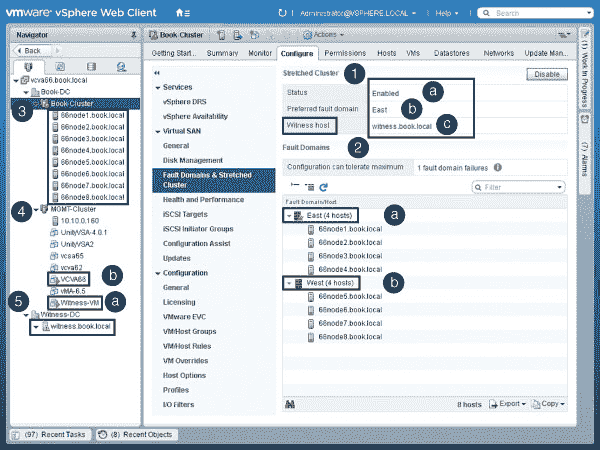 vmware® vSphere Web Client
Administrator@VSPHERE.LOCAL
Help
Search
Navigator
Back
vcva66.book.local
Book-DC
Book-Cluster
66node1.book.local
66node2.book.local
66node3.book.local
66node4.book.local
66node5.book.local
66node6.book.local
66node7.book.local
66node8.book.local
MGMT-Cluster
10.10.0.160
UnityVSA-4.0.1
UnityVSA2
vcsa65
vcva62
VCVA66
vMA-6.5
Witness-VM
Witness-DC
witness.book.local
3
4
b
5
a
Book-Cluster
Actions
Getting Start...
Summary
Monitor
Configure
Permissions
Hosts
VMs
Datastores
Networks
Update Man...
Services
vSphere DRS
vSphere Availability
Virtual SAN
General
Disk Management
Fault Domains & Stretched
Cluster
Health and Performance
iSCSI Targets
iSCSI Initiator Groups
Configuration Assist
Updates
Configuration
General
Licensing
VMware EVC
VM/Host Groups
VM/Host Rules
VM Overrides
Host Options
Profiles
I/O Filters
Stretched Cluster
1
Disable
Status
Enabled
a
Preferred fault domain
East
b
Witness host
witness.book.local
c
2
Fault Domains
Configuration can tolerate maximum
1 fault domain failures
Filter
Fault Domain/Host
East (4 hosts)
a
66node1.book.local
66node2.book.local
66node3.book.local
66node4.book.local
West (4 hosts)
b
66node5.book.local
66node6.book.local
66node7.book.local
66node8.book.local
8 hosts
Export
Copy
(1) Work In Progress
(7) Alarms
(97) Recent Tasks
(8) Recent Objects